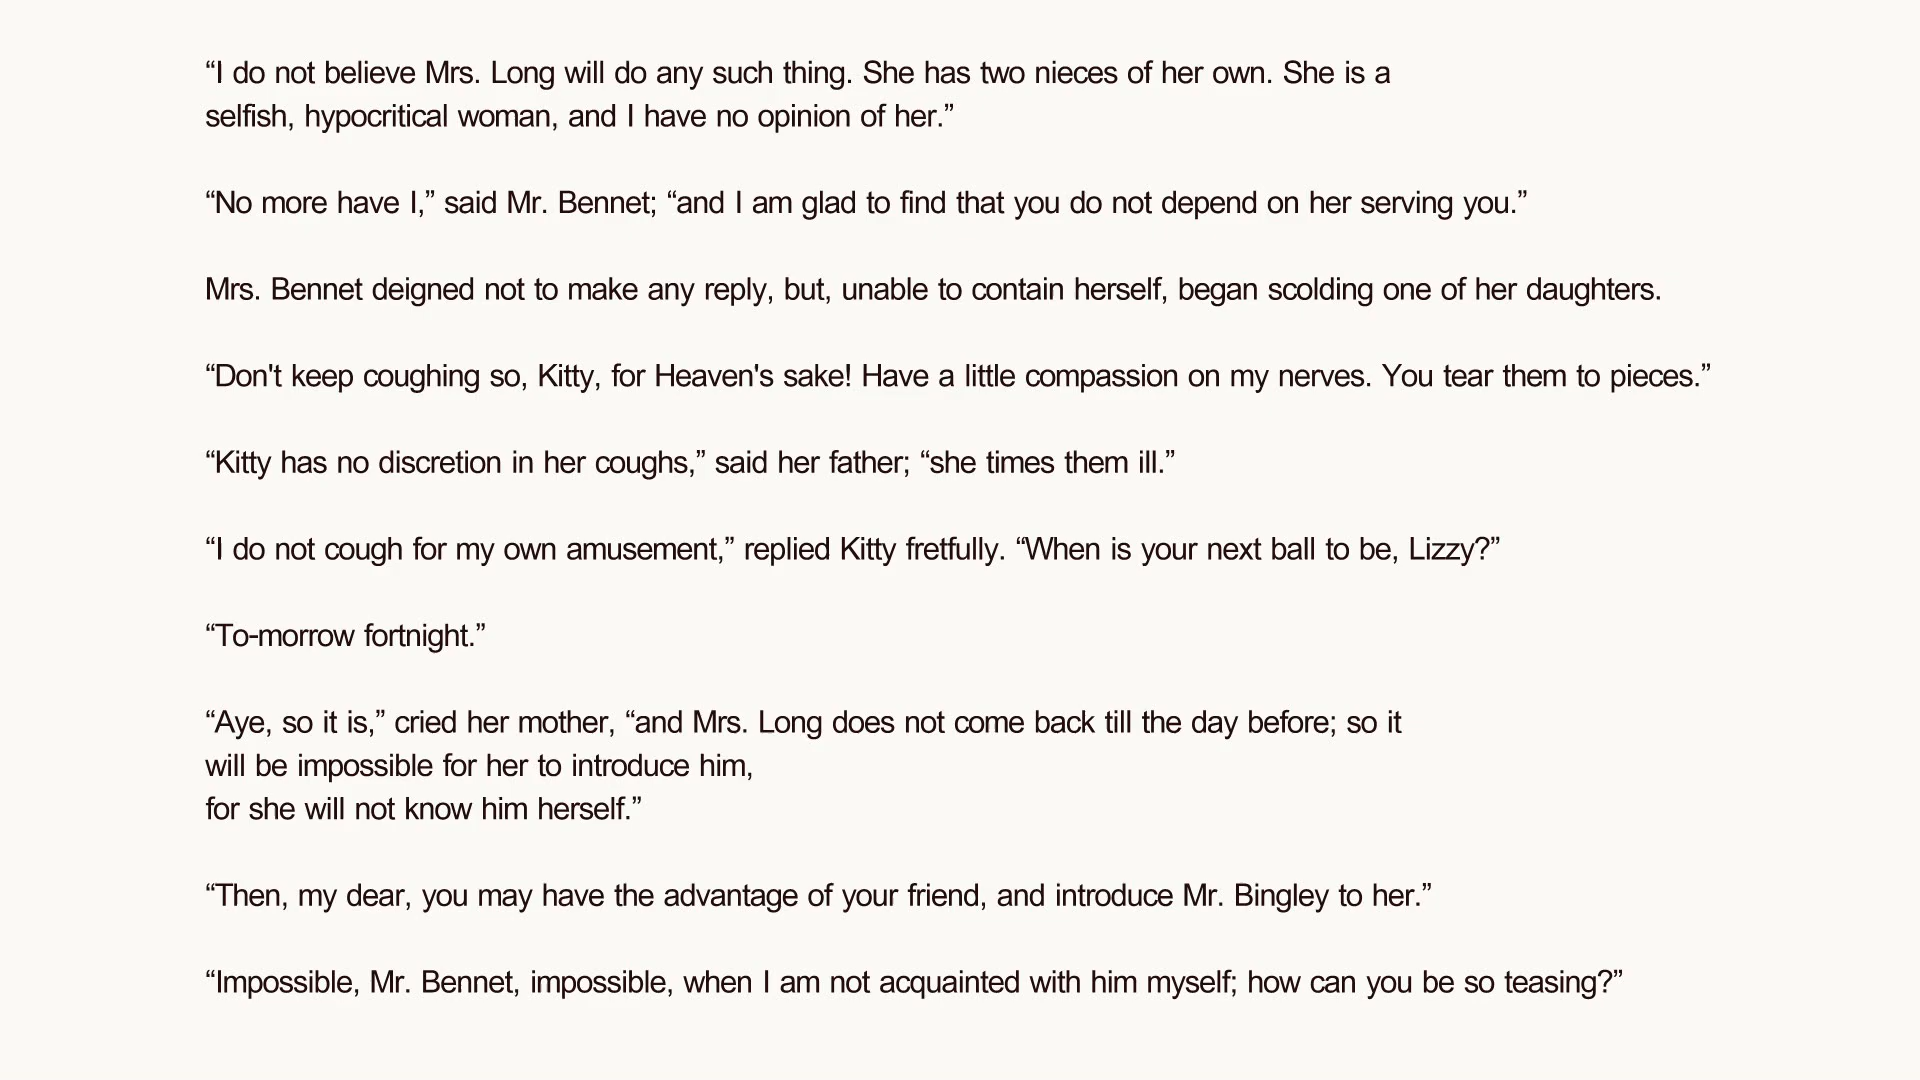 “I do not believe Mrs. Long will do any such thing. She has two nieces of her own. She is a
selfish, hypocritical woman, and I have no opinion of her.”
“No more have I,” said Mr. Bennet; “and I am glad to find that you do not depend on her serving you.”
Mrs. Bennet deigned not to make any reply, but, unable to contain herself, began scolding one of her daughters.
“Don't keep coughing so, Kitty, for Heaven's sake! Have a little compassion on my nerves. You tear them to pieces.”
“Kitty has no discretion in her coughs,” said her father; “she times them ill.”
“I do not cough for my own amusement,” replied Kitty fretfully. “When is your next ball to be, Lizzy?”
“To-morrow fortnight.”
“Aye, so it is,” cried her mother, “and Mrs. Long does not come back till the day before; so it
will be impossible for her to introduce him,
for she will not know him herself.”
“Then, my dear, you may have the advantage of your friend, and introduce Mr. Bingley to her.”
“Impossible, Mr. Bennet, impossible, when I am not acquainted with him myself; how can you be so teasing?”